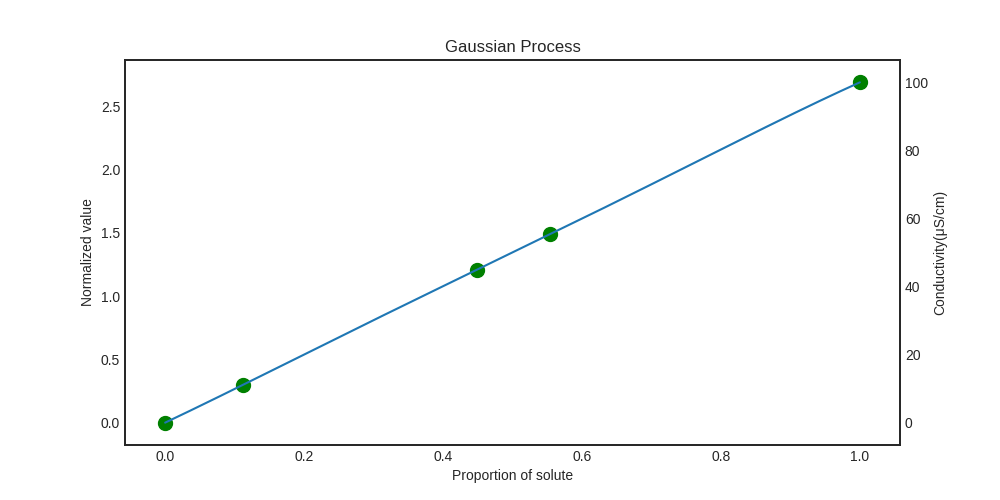 Gaussian Process
2.5
2.0
1.5
1.0
0.5
0.0
Normalized value
100
80
60
40
20
0
Conductivity(μS/cm)
0.0 0.2 0.4 0.6 0.8 1.0
Proportion of solute